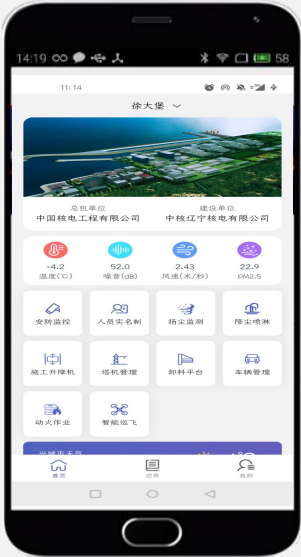 14:19 58
11:14
徐大堡
总包单位 建设单位
中国核电工程有限公司 中核辽宁核电有限公司
-4.2 52.0 2.43 22.9
温度(℃) 噪音(dB) 风速(米/秒) PM2.5
安防监控 人员实名制 扬尘监测 降尘喷淋
施工升降机 塔机管理 卸料平台 车辆管理
动火作业 智能巡飞
兴城市天气
首页 应用 我的